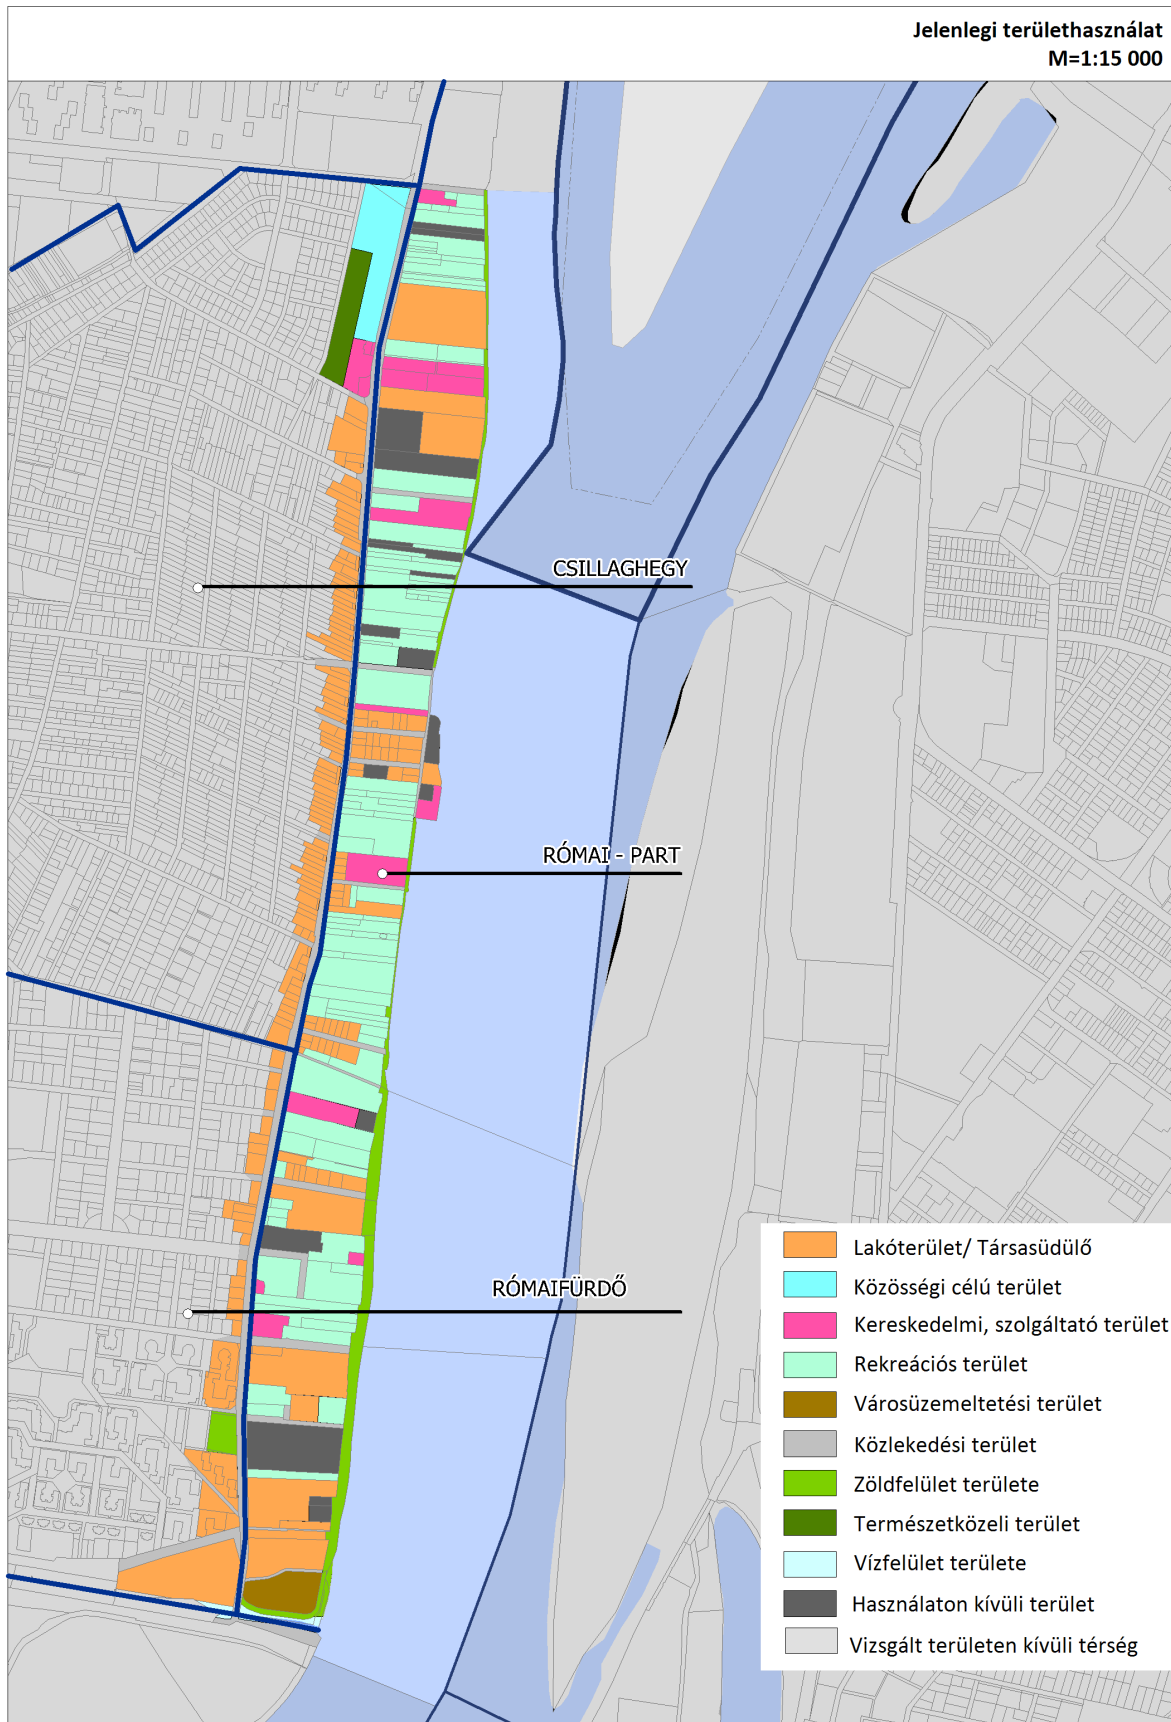 Jelenlegi területhasználat
M=1:15 000
CSILLAGHEGY
RÓMAI - PART
RÓMAIFÜRDŐ
Lakóterület/ Társasüdülő
Közösségi célú terület
Kereskedelmi, szolgáltató terület
Rekreációs terület
Városüzemeltetési terület
Közlekedési terület
Zöldfelület területe
Természetközeli terület
Vízfelület területe
Használaton kívüli terület
Vizsgált területen kívüli térség